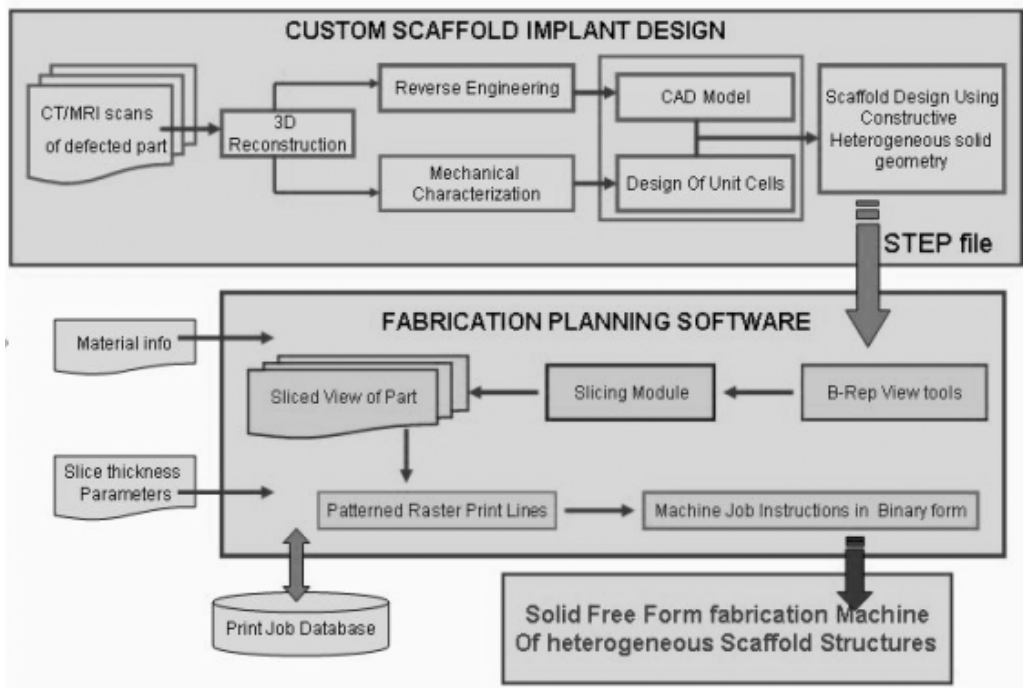 CUSTOM SCAFFOLD IMPLANT DESIGN
CT/MRI scans
of defected part
3D
Reconstruction
Reverse Engineering
Mechanical
Characterization
CAD Model
Design Of Unit Cells
Scaffold Design Using
Constructive
Heterogeneous solid
geometry
STEP file
FABRICATION PLANNING SOFTWARE
Material info
Sliced View of Part
Slicing Module
B-Rep View tools
Slice thickness
Parameters
Patterned Raster Print Lines
Machine Job Instructions in Binary form
Print Job Database
Solid Free Form fabrication Machine
Of heterogeneous Scaffold Structures